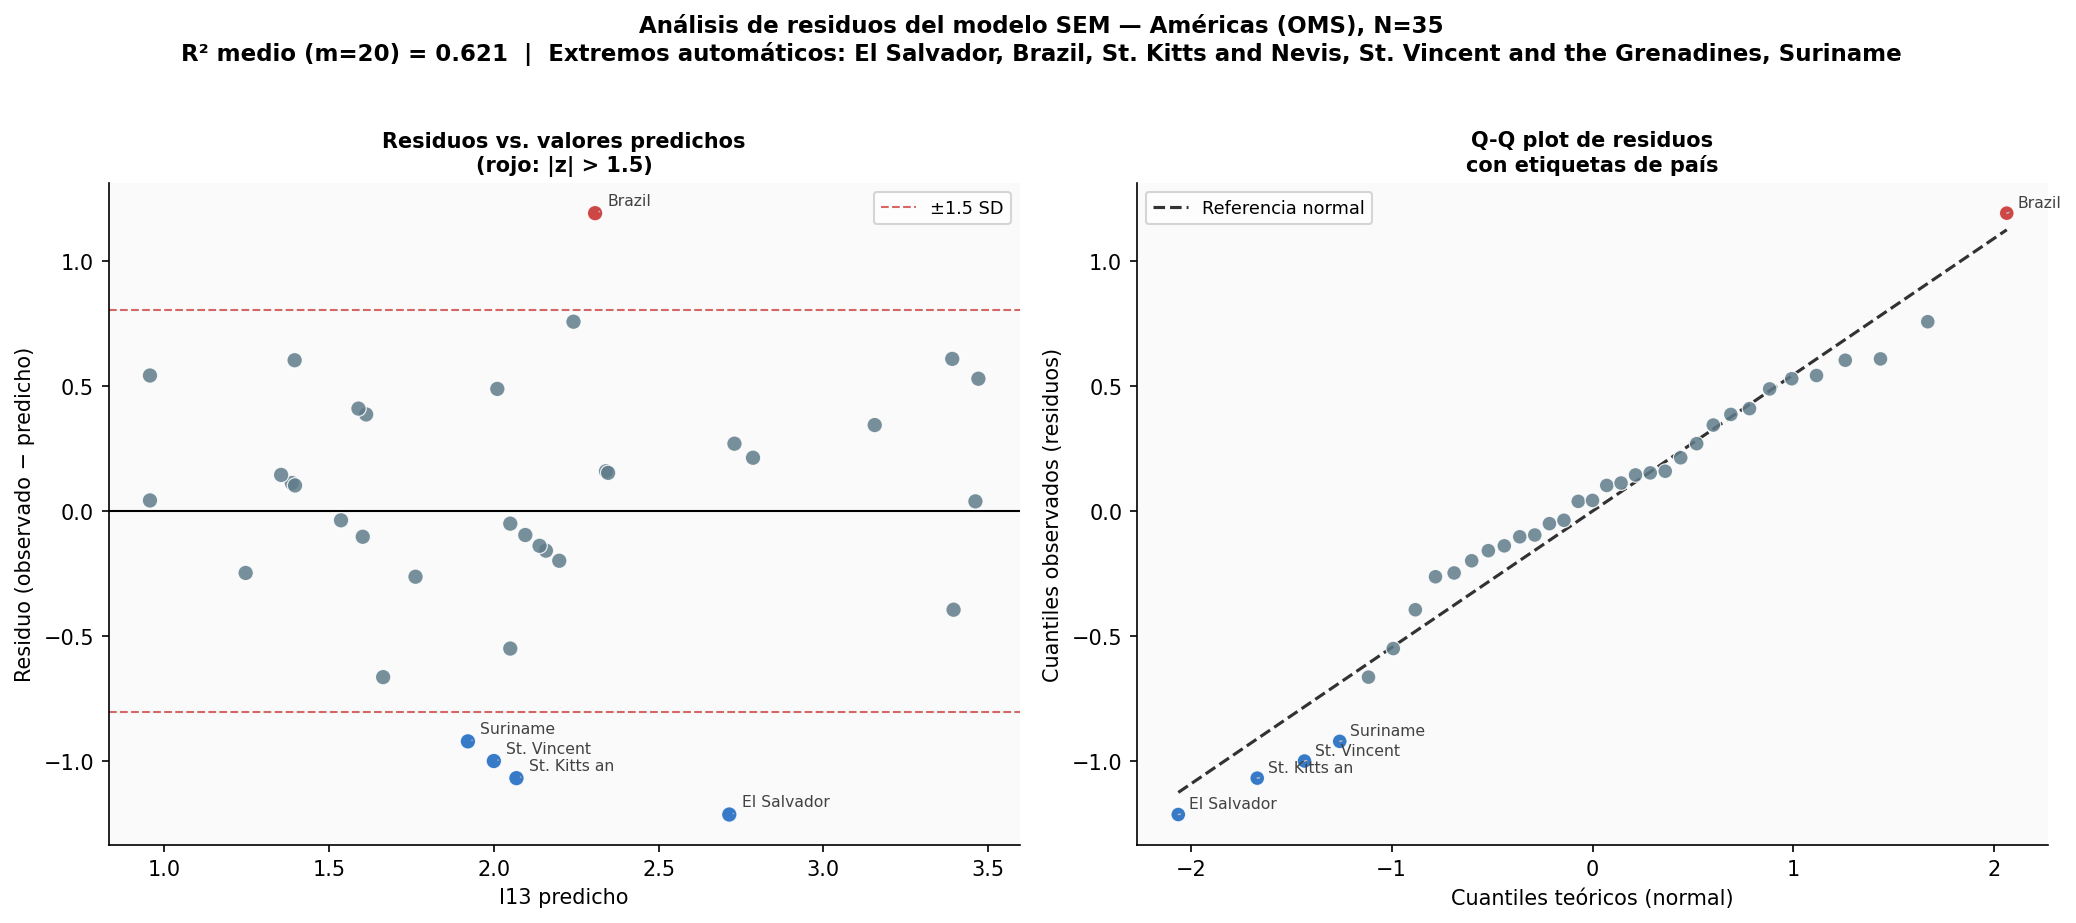 Análisis de residuos del modelo SEM — Américas (OMS), N=35
R² medio (m=20) = 0.621 | Extremos automáticos: El Salvador, Brazil, St. Kitts and Nevis, St. Vincent and the Grenadines, Suriname
Residuos vs. valores predichos
(rojo: |z| > 1.5)
±1.5 SD
Brazil
Suriname
St. Vincent
St. Kitts an
El Salvador
1.0
0.5
0.0
−0.5
−1.0
Residuo (observado − predicho)
1.0 1.5 2.0 2.5 3.0 3.5
I13 predicho
Q-Q plot de residuos
con etiquetas de país
Referencia normal
Brazil
Suriname
St. Vincent
St. Kitts an
El Salvador
1.0
0.5
0.0
−0.5
−1.0
Cuantiles observados (residuos)
−2 −1 0 1 2
Cuantiles teóricos (normal)